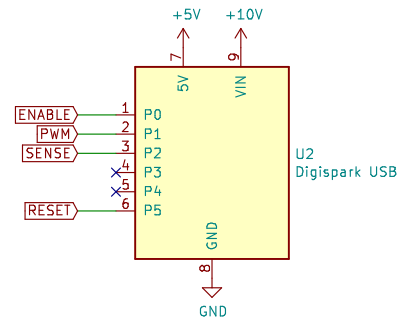 +5V +10V
7 9
5V VIN
ENABLE 1 P0
PWM 2 P1
SENSE 3 P2
4 P3
5 P4
RESET 6 P5
U2
Digispark USB
GND
8
GND